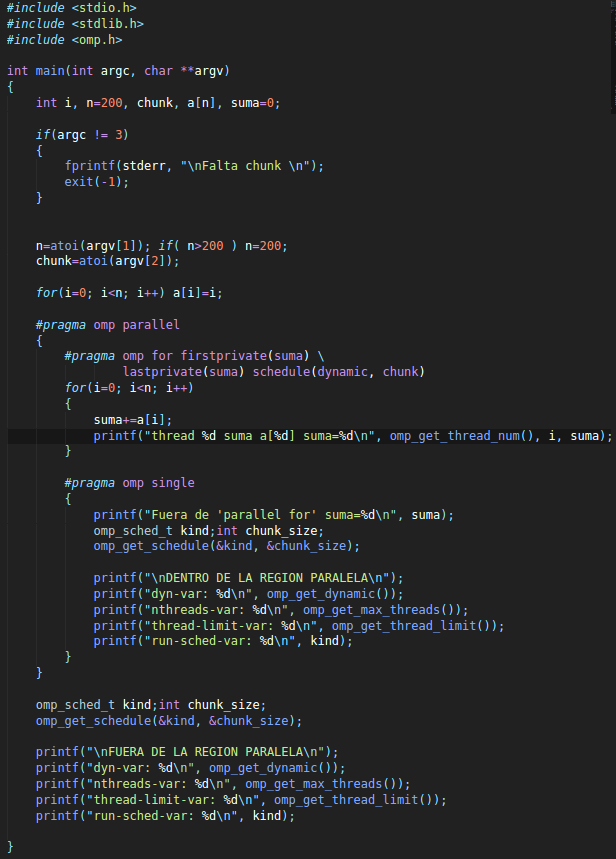 #include <stdio.h>
#include <stdlib.h>
#include <omp.h>
int main(int argc, char **argv)
{
int i, n=200, chunk, a[n], suma=0;
if(argc != 3)
{
fprintf(stderr, "\nFalta chunk \n");
exit(-1);
}
n=atoi(argv[1]); if( n>200 ) n=200;
chunk=atoi(argv[2]);
for(i=0; i<n; i++) a[i]=i;
#pragma omp parallel
{
#pragma omp for firstprivate(suma) \
lastprivate(suma) schedule(dynamic, chunk)
for(i=0; i<n; i++)
{
suma+=a[i];
printf("thread %d suma a[%d] suma=%d\n", omp_get_thread_num(), i, suma);
}
#pragma omp single
{
printf("Fuera de 'parallel for' suma=%d\n", suma);
omp_sched_t kind;int chunk_size;
omp_get_schedule(&kind, &chunk_size);
printf("\nDENTRO DE LA REGION PARALELA\n");
printf("dyn-var: %d\n", omp_get_dynamic());
printf("nthreads-var: %d\n", omp_get_max_threads());
printf("thread-limit-var: %d\n", omp_get_thread_limit());
printf("run-sched-var: %d\n", kind);
}
}
omp_sched_t kind;int chunk_size;
omp_get_schedule(&kind, &chunk_size);
printf("\nFUERA DE LA REGION PARALELA\n");
printf("dyn-var: %d\n", omp_get_dynamic());
printf("nthreads-var: %d\n", omp_get_max_threads());
printf("thread-limit-var: %d\n", omp_get_thread_limit());
printf("run-sched-var: %d\n", kind);
}